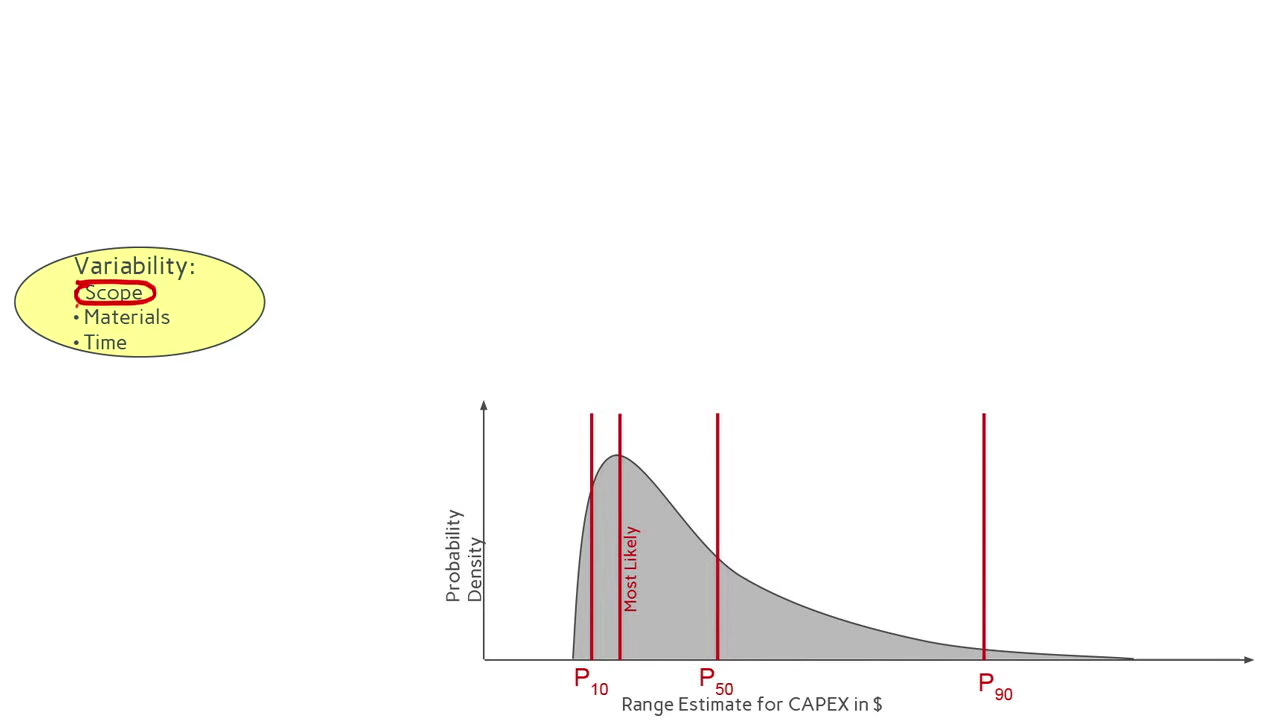 Variability:
• Scope
• Materials
• Time
Probability
Density
Most Likely
P10
P50
P90
Range Estimate for CAPEX in $